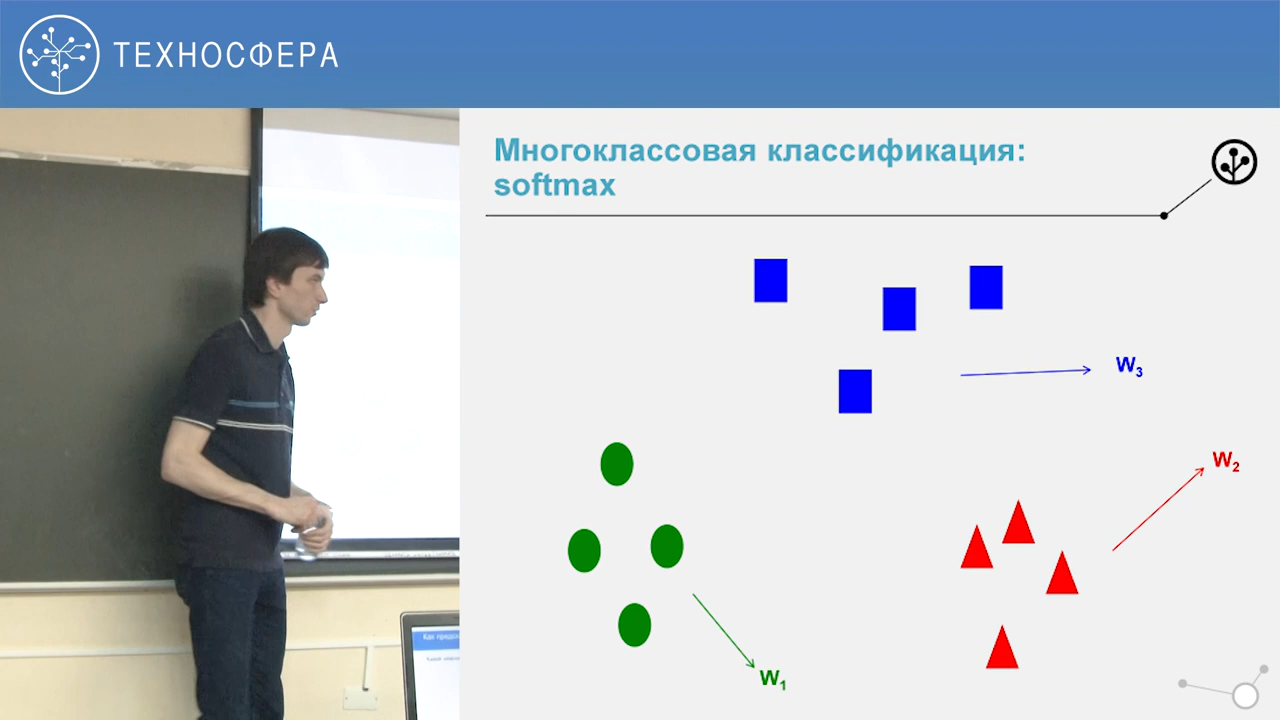 ТЕХНОСФЕРА
Многоклассовая классификация:
softmax
W3
W2
W1